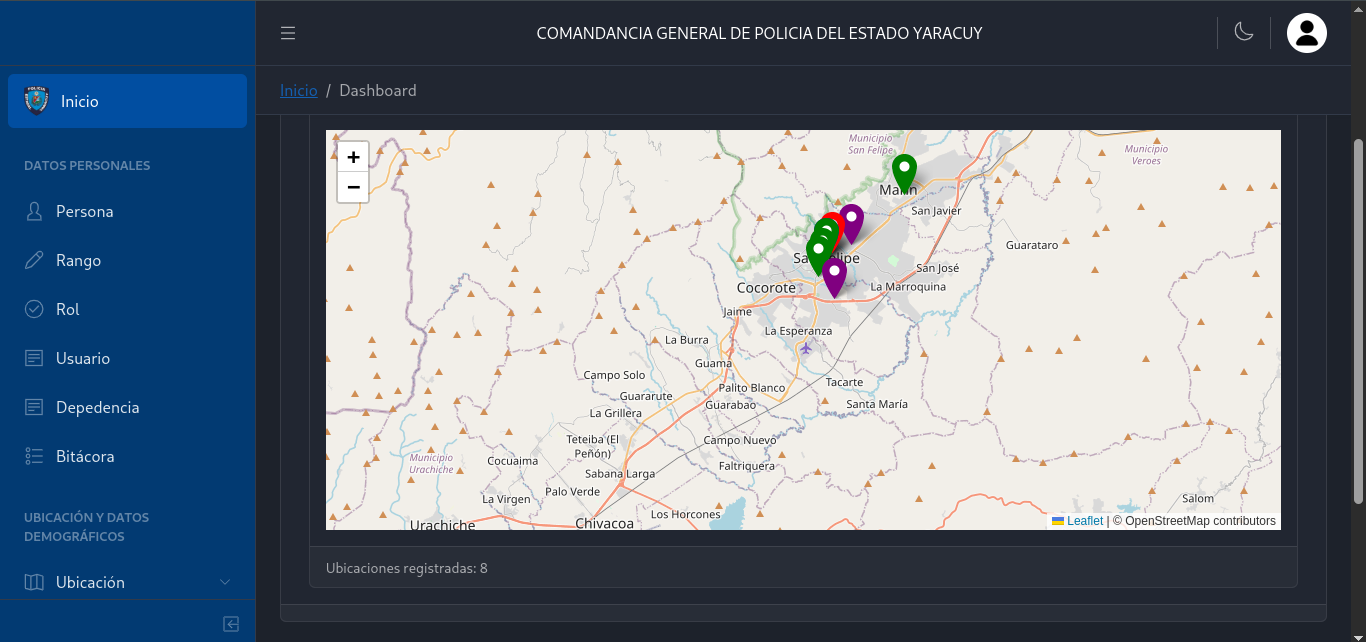 COMANDANCIA GENERAL DE POLICIA DEL ESTADO YARACUY
POLICIA
Inicio
DATOS PERSONALES
Persona
Rango
Rol
Usuario
Depedencia
Bitácora
UBICACIÓN Y DATOS
DEMOGRÁFICOS
Ubicación
Inicio / Dashboard
+
−
Municipio
San Felipe
Municipio
Veroes
Marín
San Javier
Guarataro
San Felipe
San José
Cocorote
La Marroquina
Jaime
La Esperanza
La Burra
Guama
Campo Solo
Tacarte
Palito Blanco
Guararute
Guarabao
Santa María
La Grillera
Teteiba (El
Peñón)
Campo Nuevo
Municipio
Urachiche
Cocuaima
Faltriquera
Sabana Larga
La Virgen
Palo Verde
Salom
Los Horcones
Urachiche
Chivacoa
Leaflet | © OpenStreetMap contributors
Ubicaciones registradas: 8